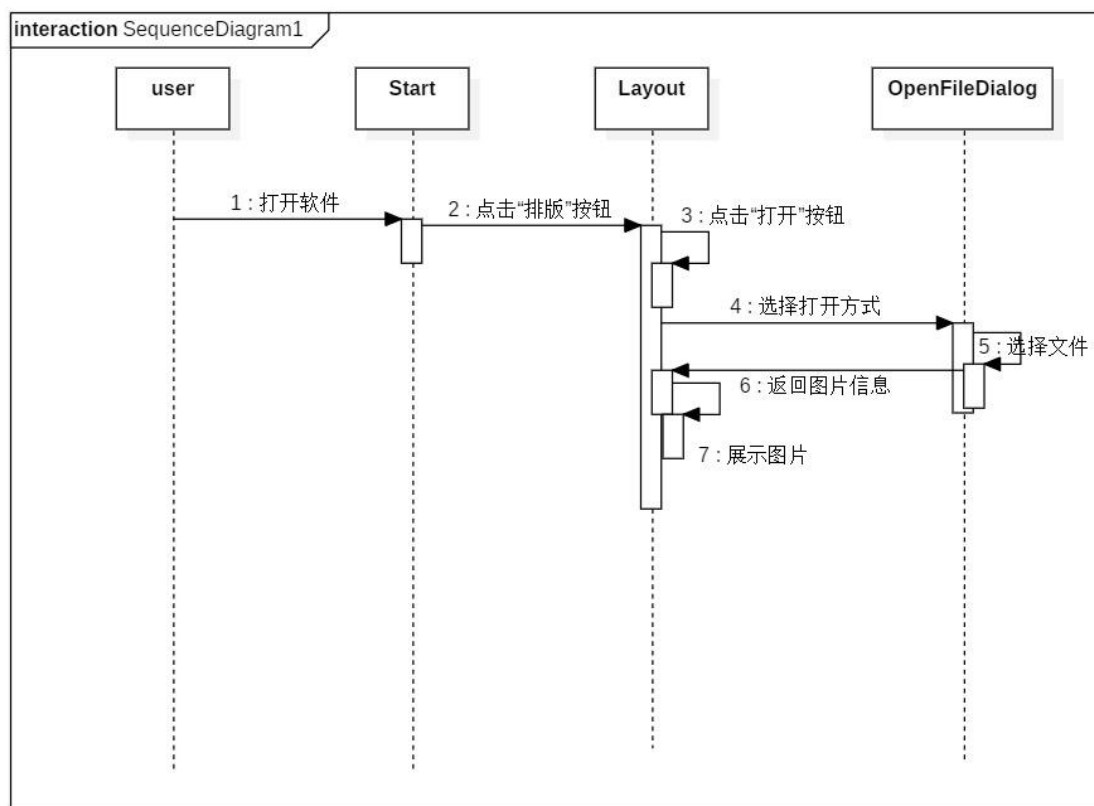 interaction SequenceDiagram1
user
Start
Layout
OpenFileDialog
1 : 打开软件
2 : 点击“排版”按钮
3 : 点击“打开”按钮
4 : 选择打开方式
5 : 选择文件
6 : 返回图片信息
7 : 展示图片